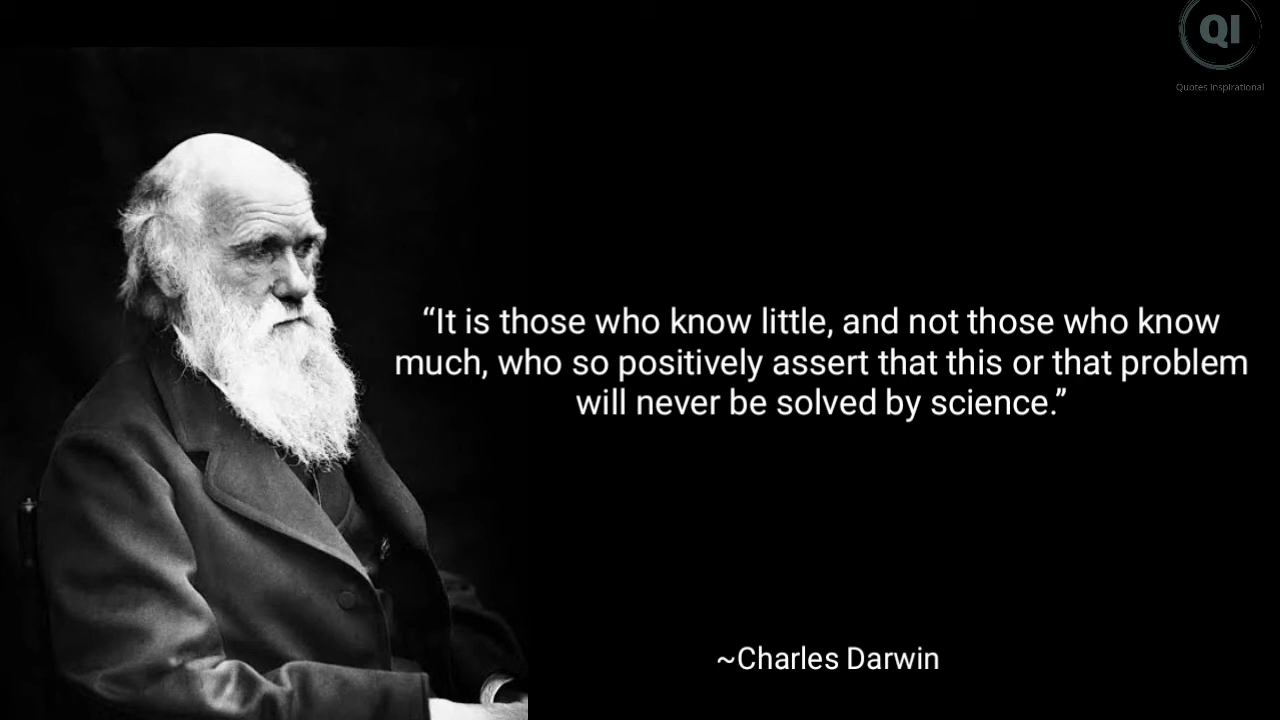 QI
Quotes Inspirational
“It is those who know little, and not those who know
much, who so positively assert that this or that problem
will never be solved by science.”
~Charles Darwin